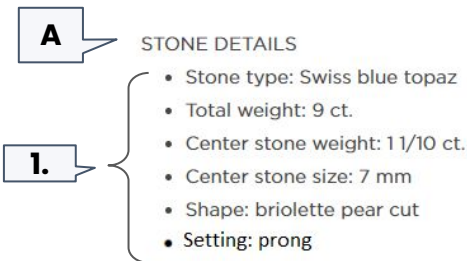 A
STONE DETAILS
1.
• Stone type: Swiss blue topaz
• Total weight: 9 ct.
• Center stone weight: 1 1/10 ct.
• Center stone size: 7 mm
• Shape: briolette pear cut
• Setting: prong